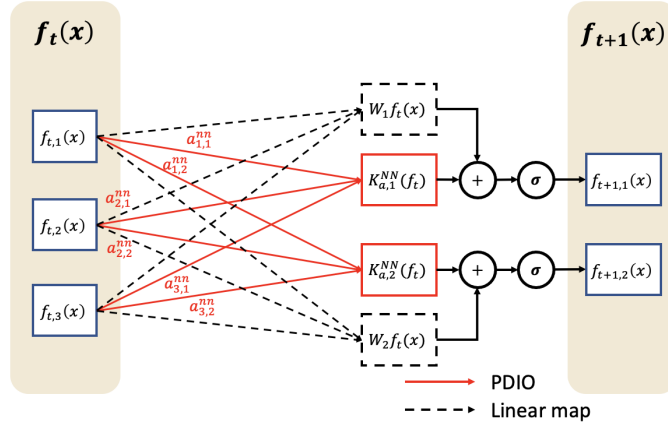 𝒇ₜ(𝒙)
𝒇ₜ₊₁(𝒙)
f_{t,1}(x)
f_{t,2}(x)
f_{t,3}(x)
a_{1,1}^{nn}
a_{1,2}^{nn}
a_{2,1}^{nn}
a_{2,2}^{nn}
a_{3,1}^{nn}
a_{3,2}^{nn}
W_1 f_t(x)
K_{a,1}^{NN}(f_t)
+
σ
f_{t+1,1}(x)
K_{a,2}^{NN}(f_t)
+
σ
f_{t+1,2}(x)
W_2 f_t(x)
PDIO
Linear map